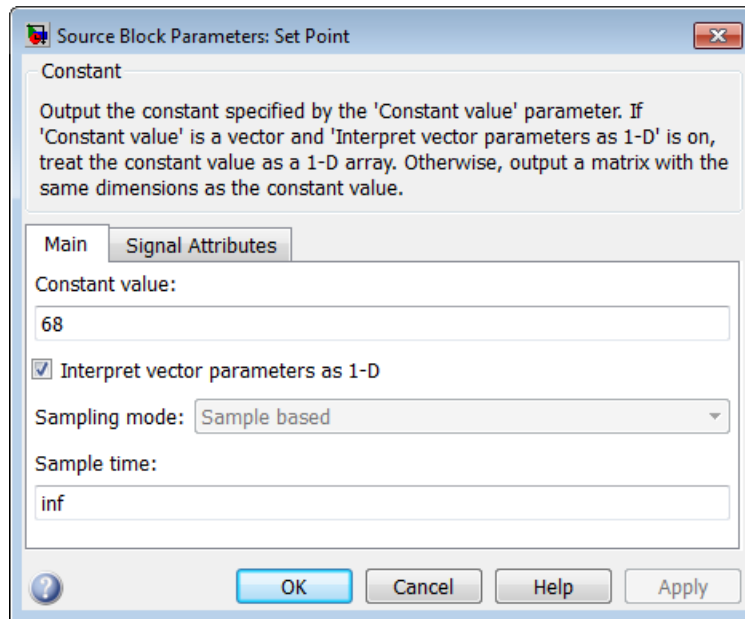 Source Block Parameters: Set Point
Constant
Output the constant specified by the 'Constant value' parameter. If
'Constant value' is a vector and 'Interpret vector parameters as 1-D' is on,
treat the constant value as a 1-D array. Otherwise, output a matrix with the
same dimensions as the constant value.
Main Signal Attributes
Constant value:
68
Interpret vector parameters as 1-D
Sampling mode: Sample based
Sample time:
inf
? OK Cancel Help Apply